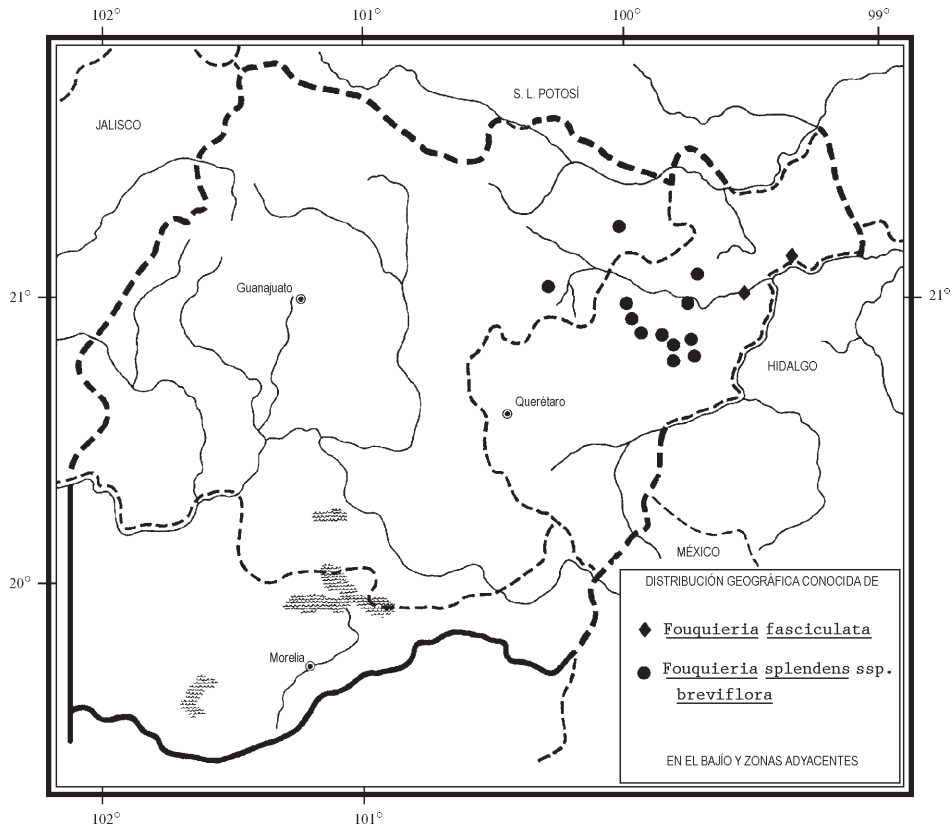 102° 101° 100° 99°
S. L. POTOSÍ
JALISCO
Guanajuato
21° 21°
HIDALGO
Querétaro
MÉXICO
20°
DISTRIBUCIÓN GEOGRÁFICA CONOCIDA DE
Fouquieria fasciculata
Morelia
Fouquieria splendens ssp.
breviflora
EN EL BAJÍO Y ZONAS ADYACENTES
102° 101° 100° 99°